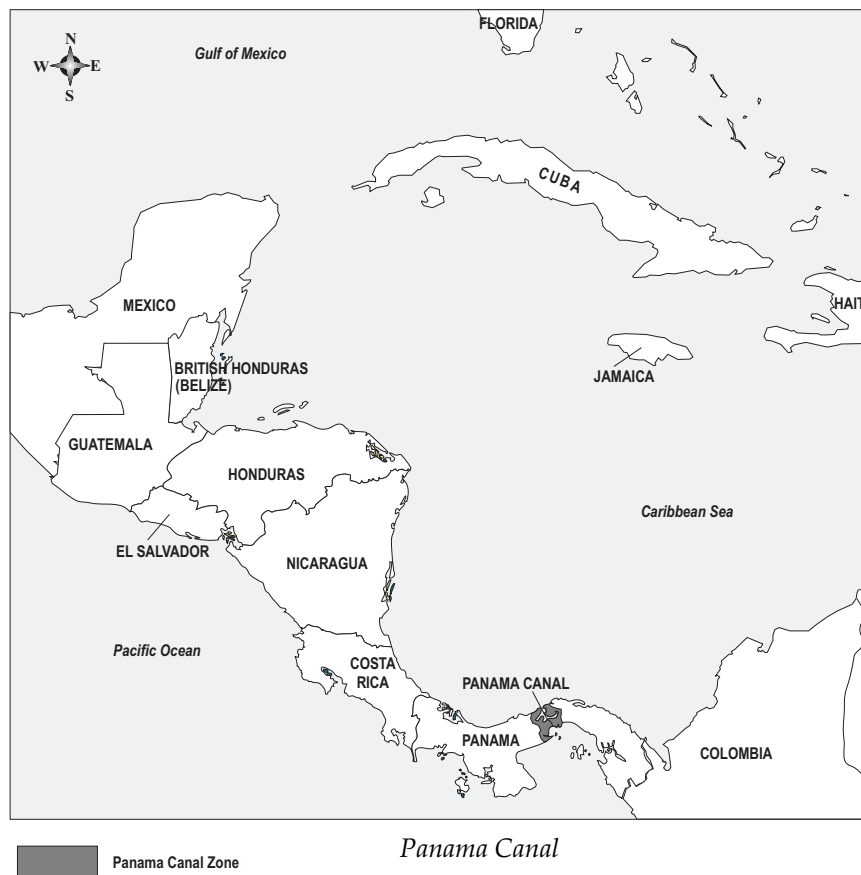 FLORIDA
Gulf of Mexico
N
W E
S
CUBA
MEXICO
HAIT
BRITISH HONDURAS
(BELIZE)
JAMAICA
GUATEMALA
HONDURAS
Caribbean Sea
EL SALVADOR
NICARAGUA
Pacific Ocean
COSTA
RICA
PANAMA CANAL
PANAMA
COLOMBIA
Panama Canal
Panama Canal Zone